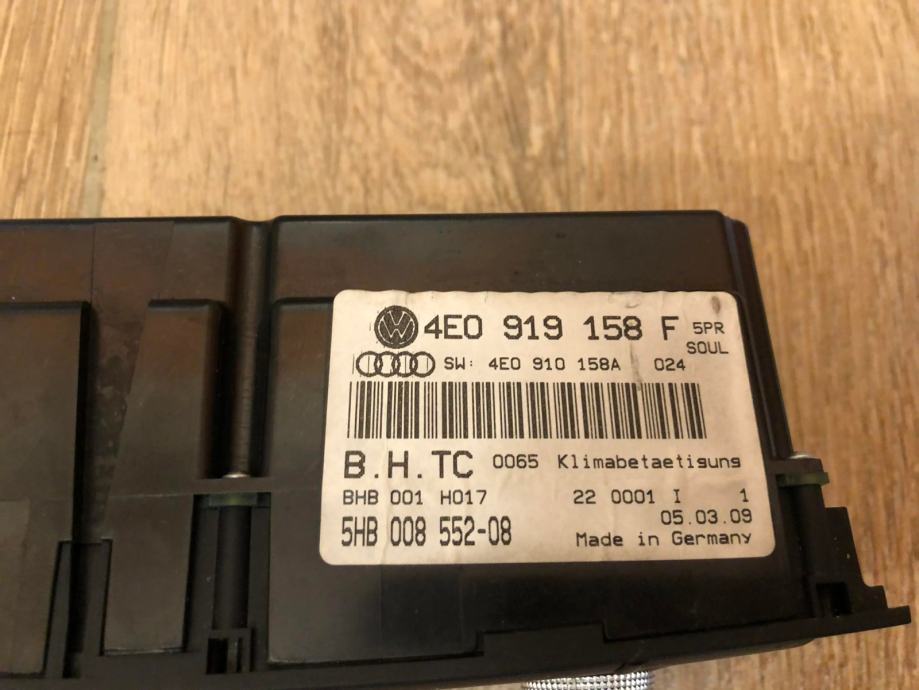 4E0 919 158 F 5PR
SOUL
SW: 4E0 910 158A 024
B.H.TC 0065 Klimabetaetigung
BHB 001 H017 22 0001 I 1
05.03.09
5HB 008 552-08 Made in Germany